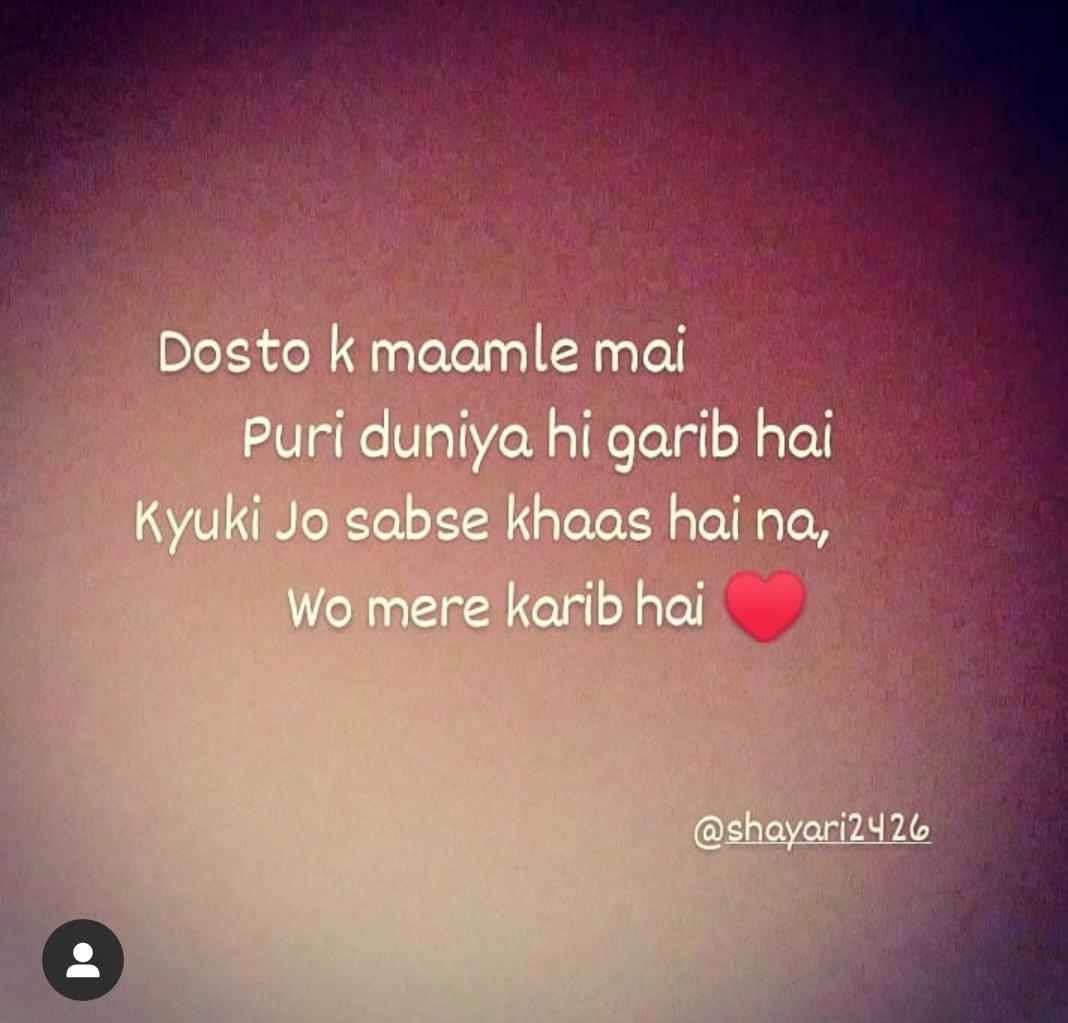 Dosto k maamle mai
Puri duniya hi garib hai
Kyuki Jo sabse khaas hai na,
Wo mere karib hai ❤️
@shayari2426